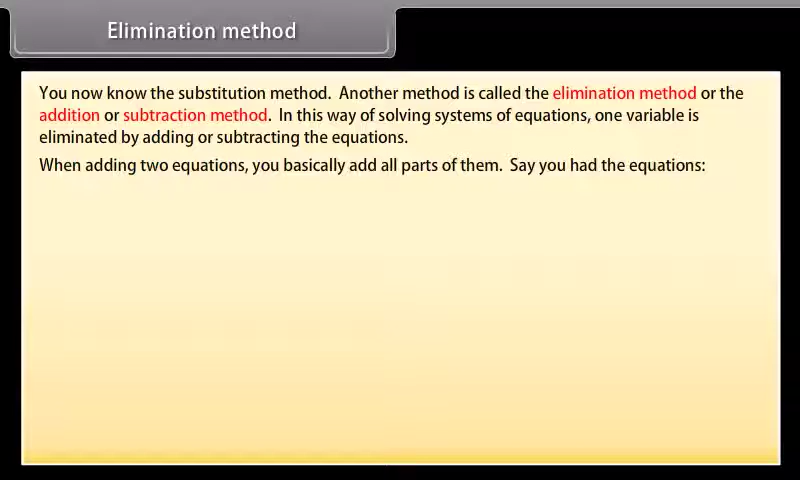 Elimination method
You now know the substitution method.  Another method is called the elimination method or the
addition or subtraction method.  In this way of solving systems of equations, one variable is
eliminated by adding or subtracting the equations.
When adding two equations, you basically add all parts of them.  Say you had the equations: